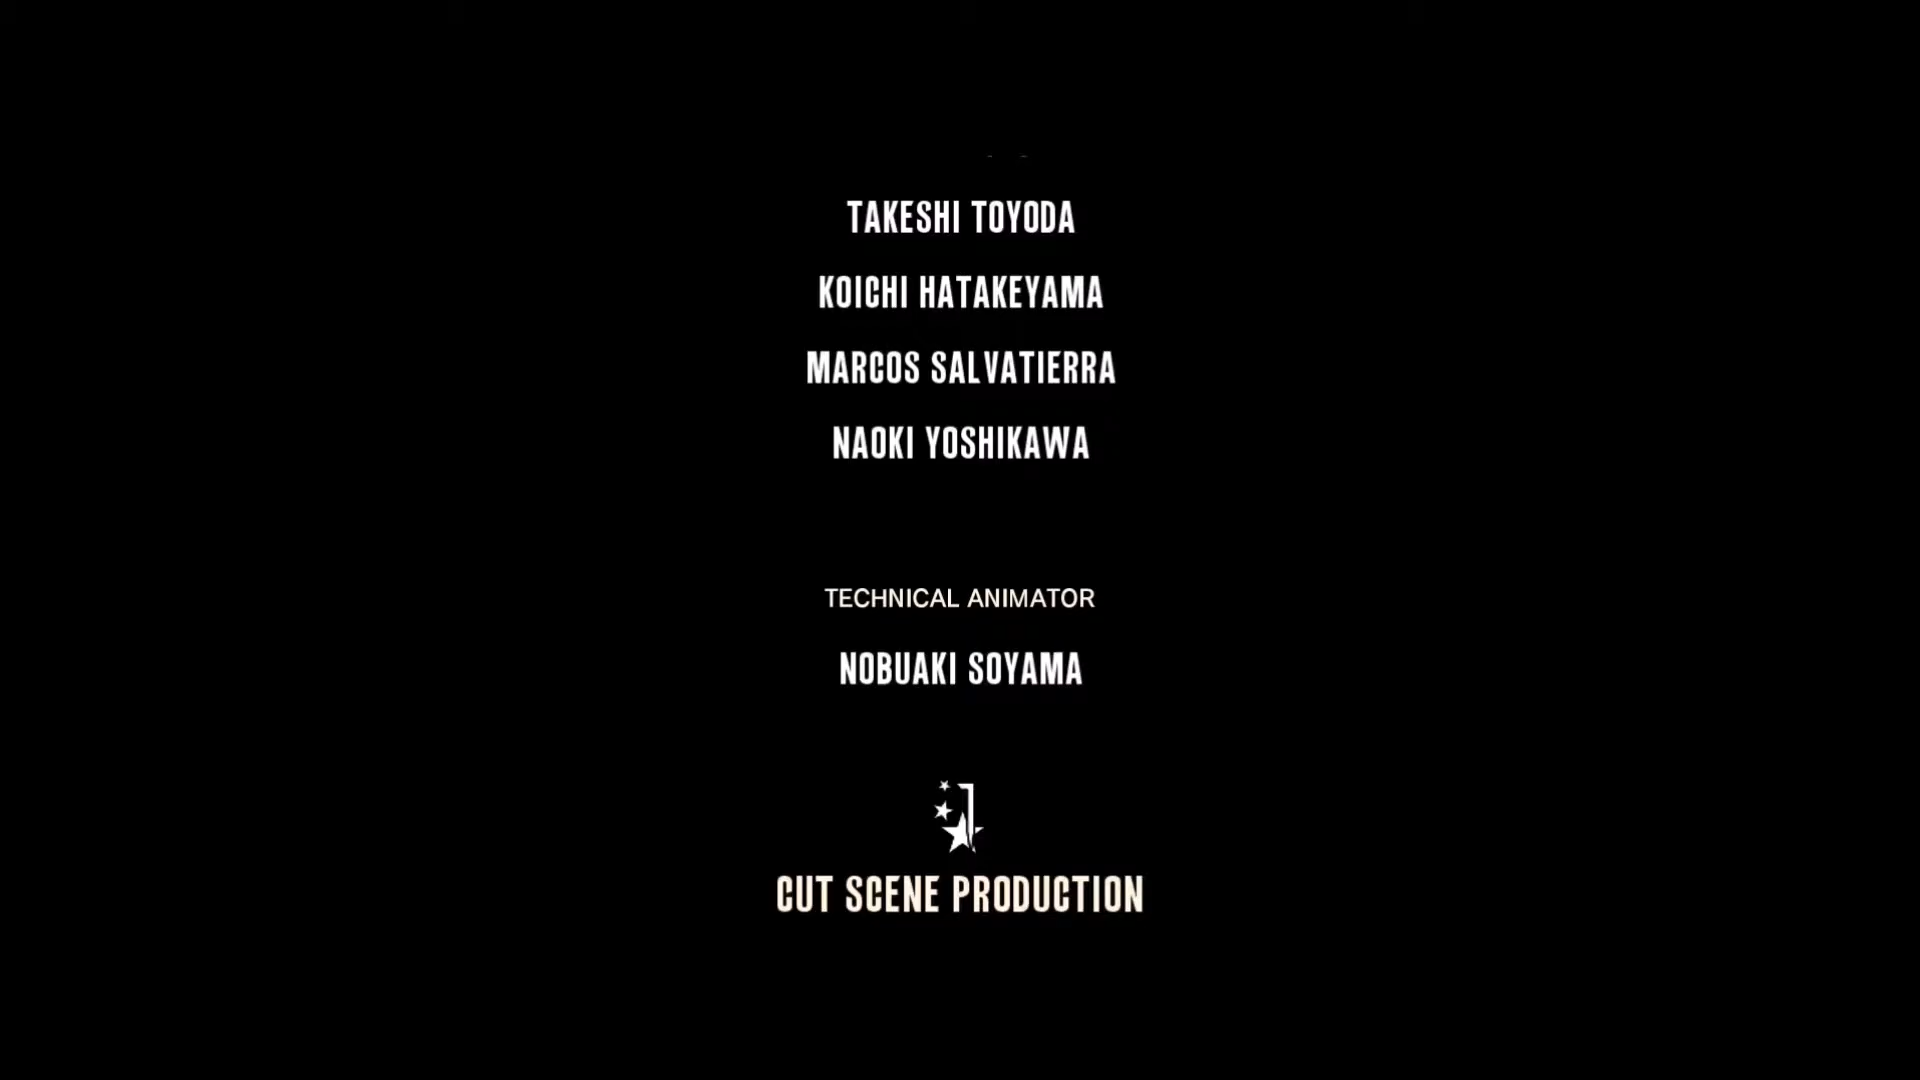 TAKESHI TOYODA
KOICHI HATAKEYAMA
MARCOS SALVATIERRA
NAOKI YOSHIKAWA
TECHNICAL ANIMATOR
NOBUAKI SOYAMA
CUT SCENE PRODUCTION